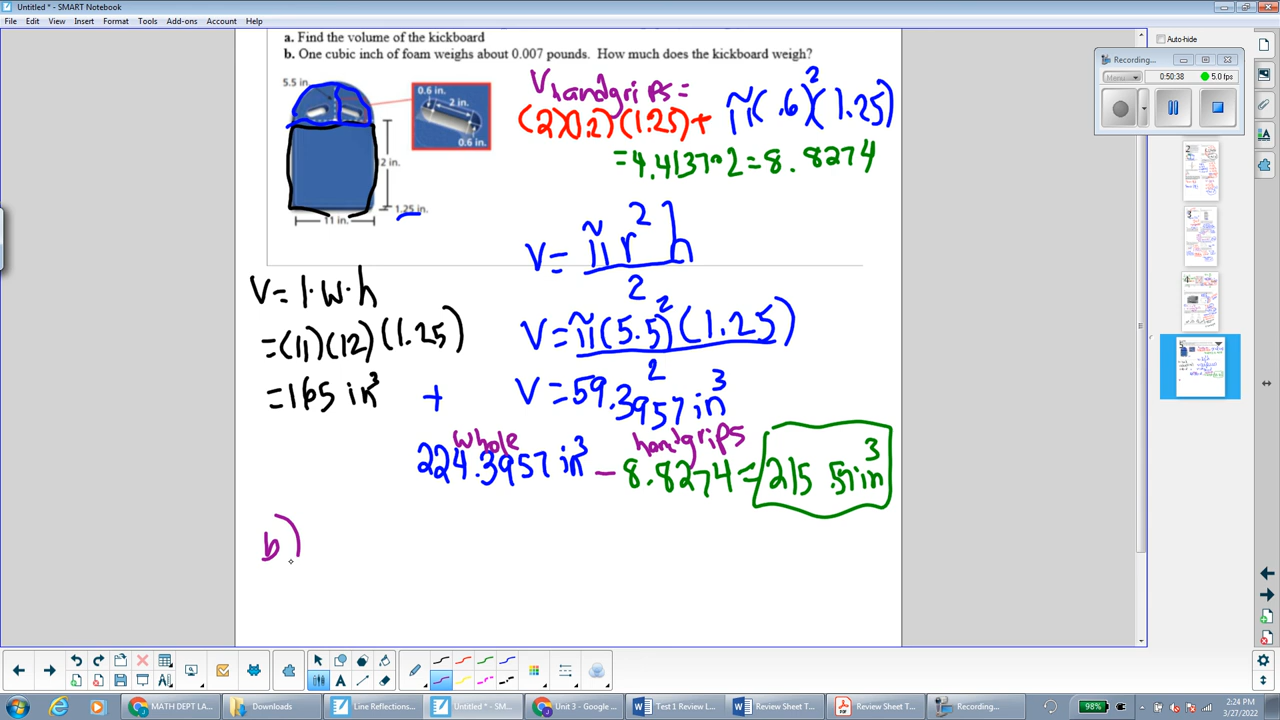 Untitled * - SMART Notebook
File Edit View Insert Format Tools Add-ons Account Help
a. Find the volume of the kickboard
b. One cubic inch of foam weighs about 0.007 pounds. How much does the kickboard weigh?
5.5 in.
0.6 in.
2 in.
0.6 in.
2 in.
1.25 in.
11 in.
V handgrips =
(2)(1.2)(1.25)+ π(.6)²(1.25)
=4.4137·2=8.8274
V= πr²h
2
V=l·w·h
=(11)(12)(1.25)
=165 in³ +
V=π(5.5)²(1.25)
2
V=59.3957in³
whole handgrips
224.3957 in³ - 8.8274=215.57in³
b)
Auto-hide
Recording...
Menu
0:50:38
5.0 fps
MATH DEPT LA...
Downloads
Line Reflections...
Untitled * - SM...
Unit 3 - Google ...
Test 1 Review L...
Review Sheet T...
Review Sheet T...
Recording...
98%
2:24 PM
3/27/2022